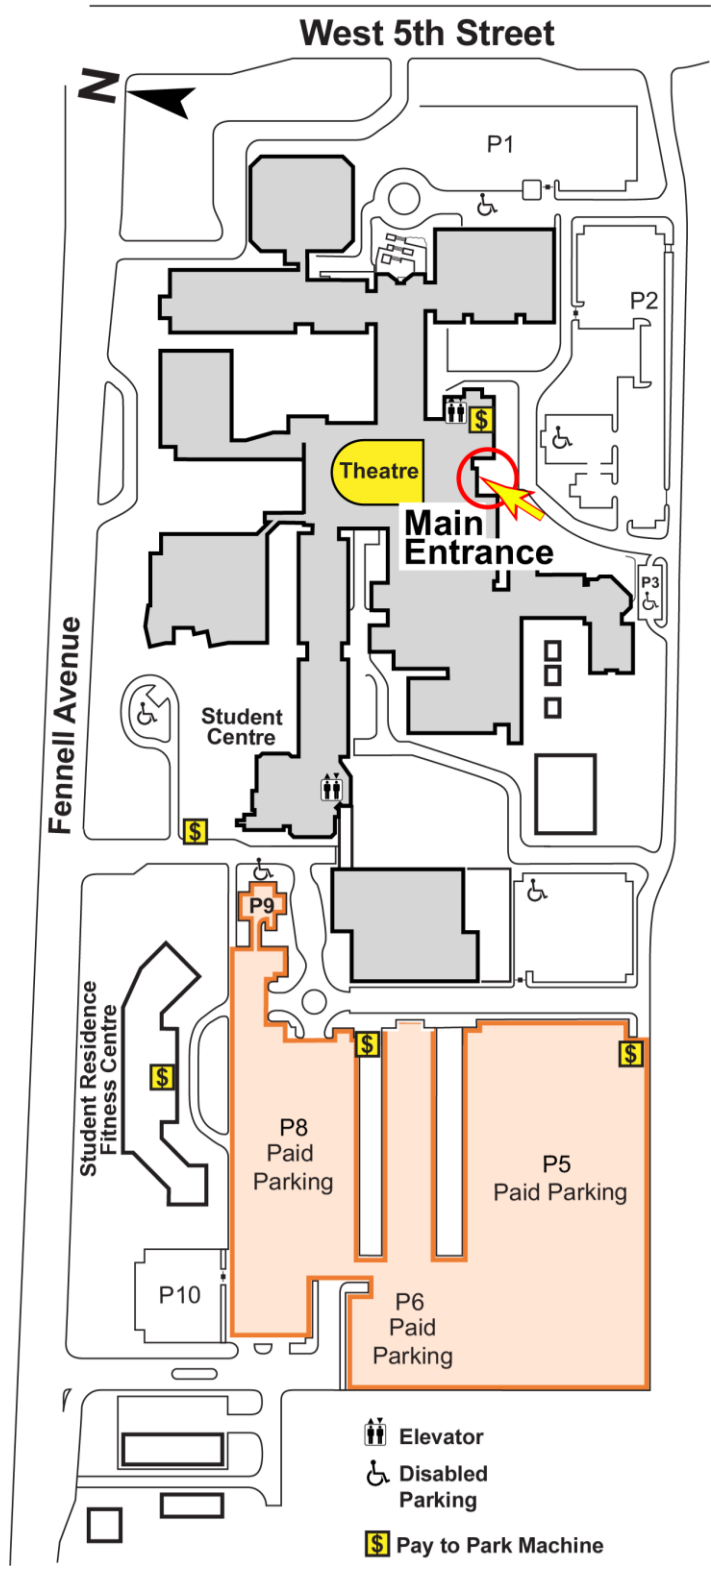 West 5th Street
N
P1
P2
$
Theatre
Main
Entrance
P3
Student
Centre
Fennell Avenue
$
P9
Student Residence
Fitness Centre
$
$
$
P8
Paid
Parking
P5
Paid Parking
P10
P6
Paid
Parking
Elevator
Disabled
Parking
$ Pay to Park Machine